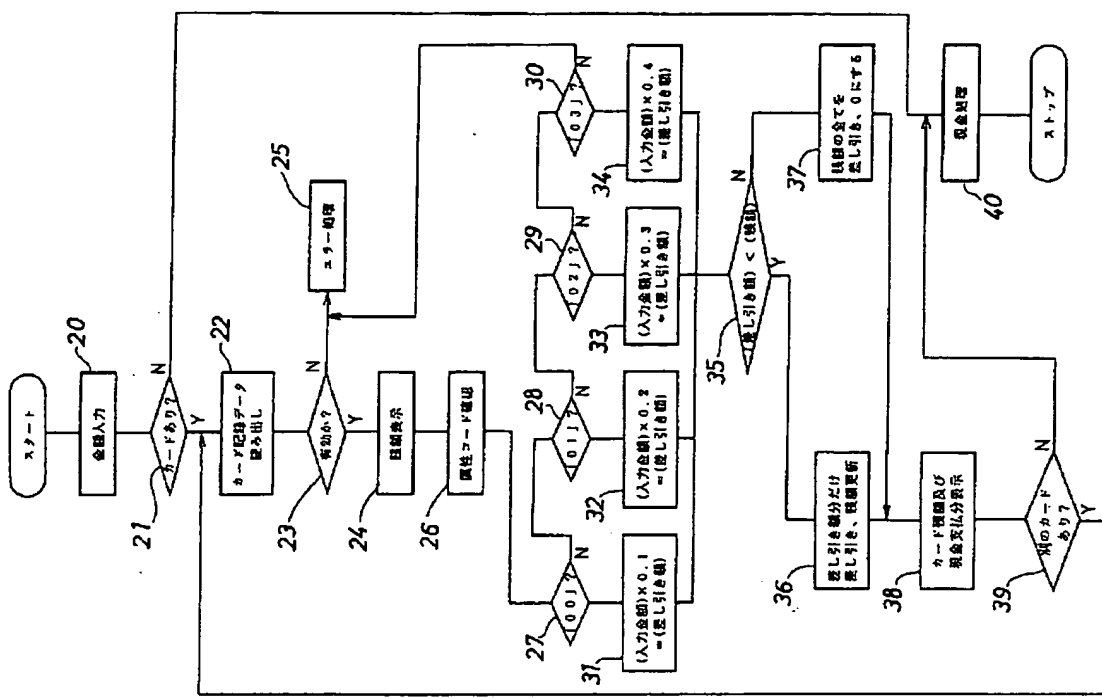 スタート
20
金額入力
21
カードあり?
N
Y
22
カード記録データ
読み出し
23
有効か?
N
Y
25
エラー処理
24
残額表示
26
属性コード確認
27
「00」?
N
28
「01」?
N
29
「02」?
N
30
「03」?
N
31
(入力金額)×0.1
=(差し引き額)
32
(入力金額)×0.2
=(差し引き額)
33
(入力金額)×0.3
=(差し引き額)
34
(入力金額)×0.4
=(差し引き額)
35
(差し引き額)<(残額)
N
Y
36
差し引き額分だけ
差し引き、残額更新
37
残額の全てを
差し引き、0にする
38
カード残額及び
現金支払分表示
39
別のカード
あり?
N
Y
40
現金処理
ストップ